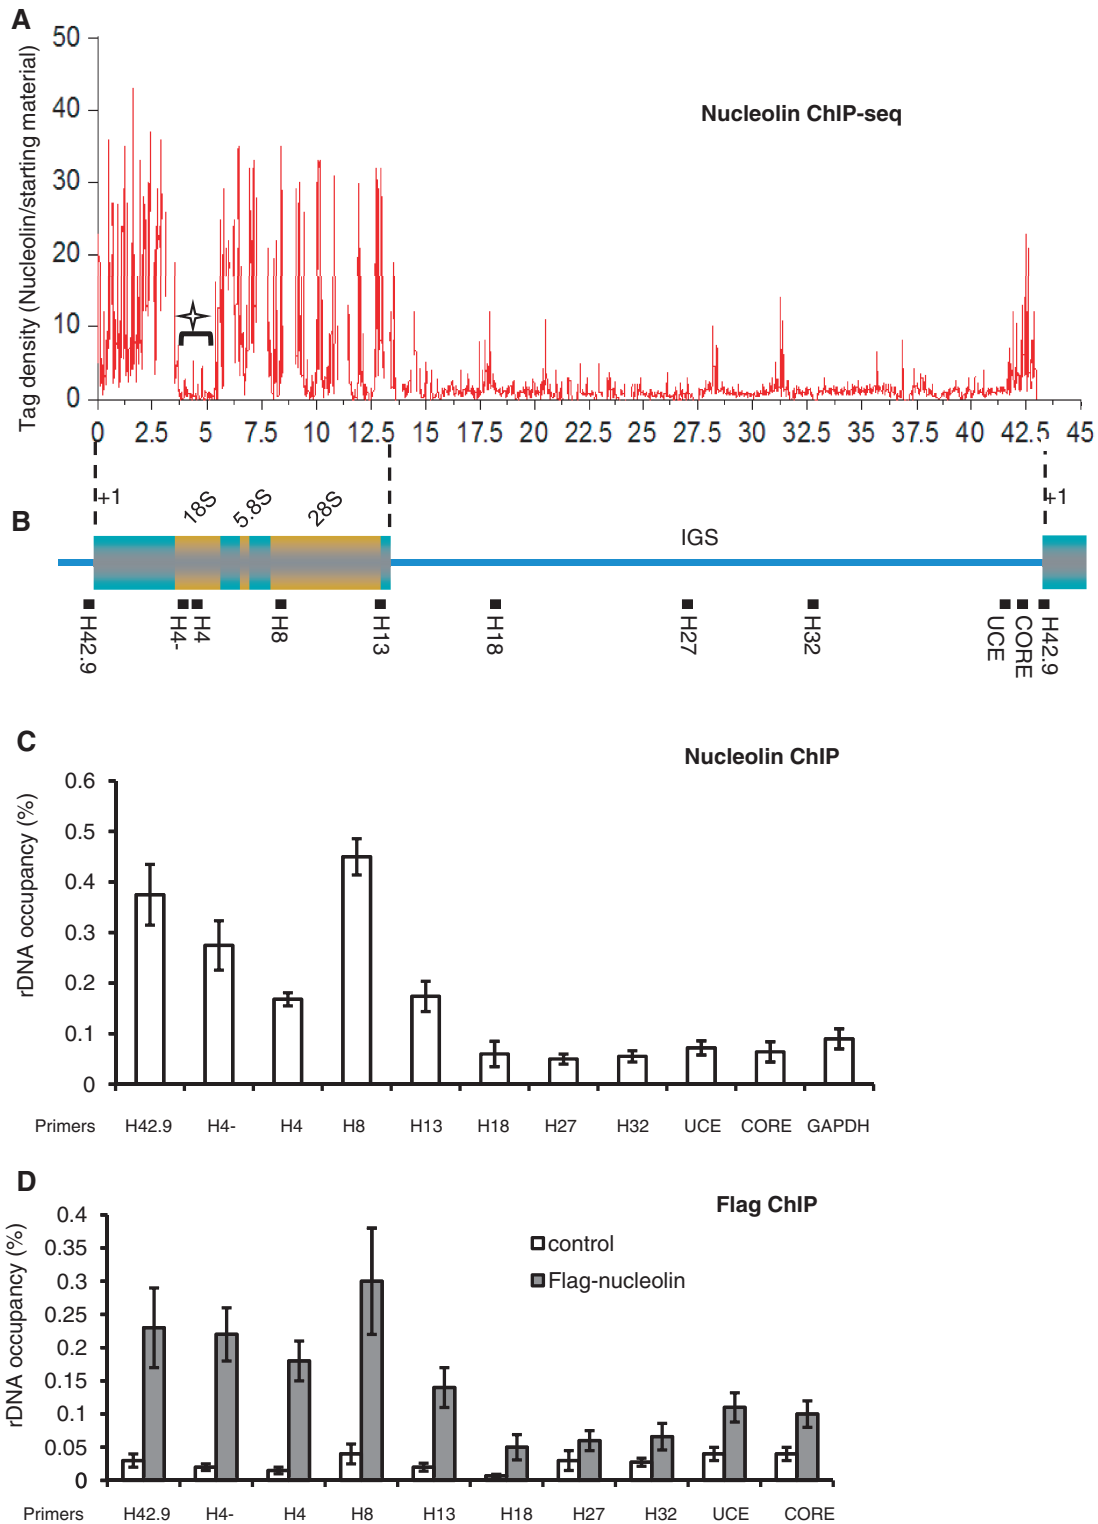 A
Tag density (Nucleolin/starting material)
50
40
30
20
10
0
Nucleolin ChIP-seq
0 2.5 5 7.5 10 12.5 15 17.5 20 22.5 25 27.5 30 32.5 35 37.5 40 42.5 45
B
+1
18S
5.8S
28S
IGS
+1
H42.9
H4-
H4
H8
H13
H18
H27
H32
UCE
CORE
H42.9
C
Nucleolin ChIP
rDNA occupancy (%)
0.6
0.5
0.4
0.3
0.2
0.1
0
Primers H42.9 H4- H4 H8 H13 H18 H27 H32 UCE CORE GAPDH
D
Flag ChIP
rDNA occupancy (%)
0.4
0.35
0.3
0.25
0.2
0.15
0.1
0.05
0
control
Flag-nucleolin
Primers H42.9 H4- H4 H8 H13 H18 H27 H32 UCE CORE